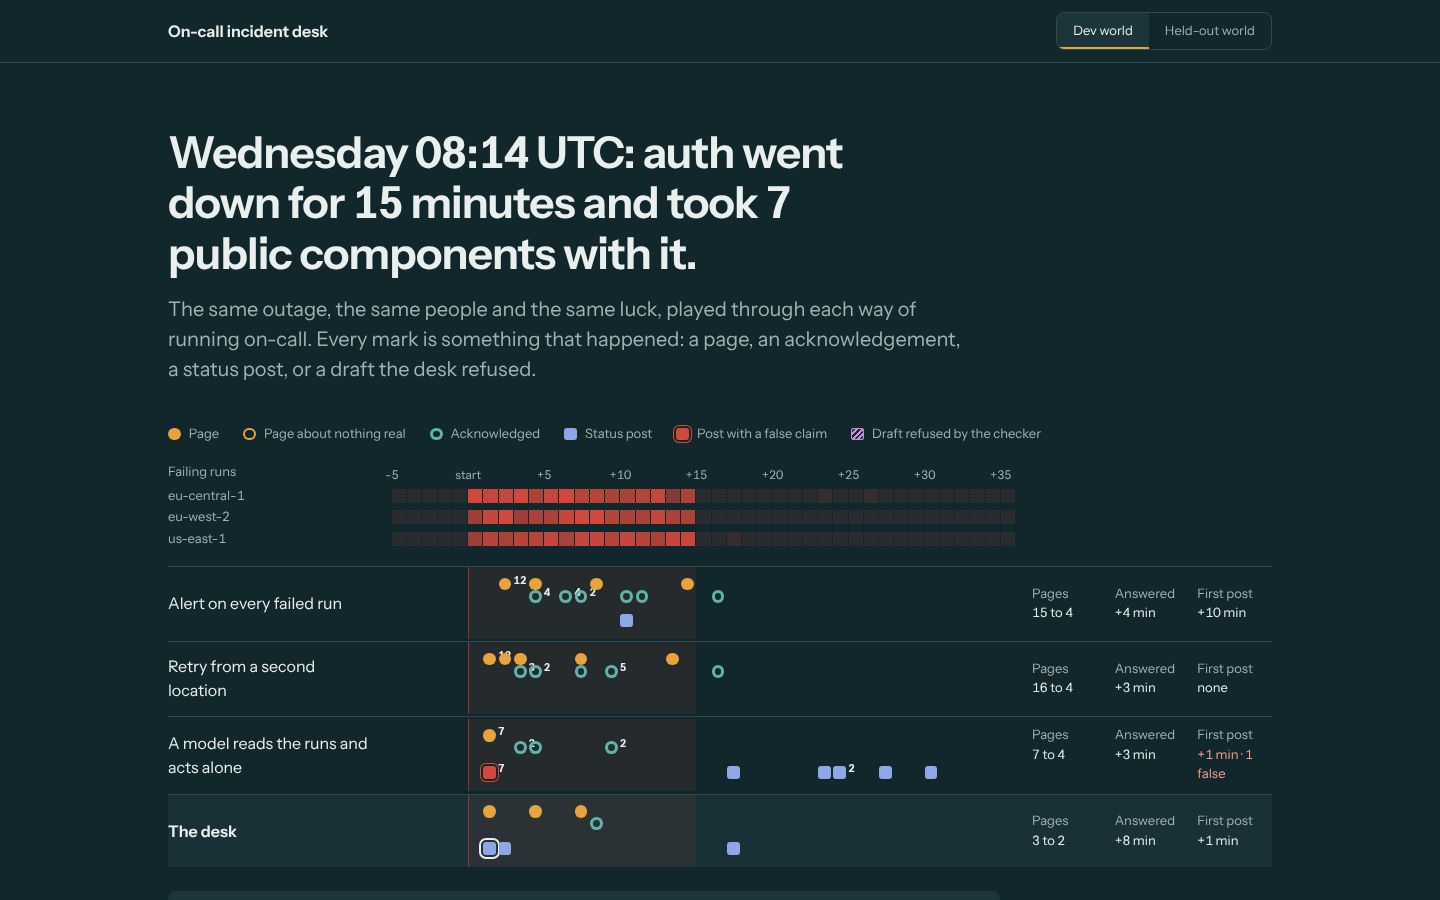 On-call incident desk
Dev world
Held-out world
Wednesday 08:14 UTC: auth went
down for 15 minutes and took 7
public components with it.
The same outage, the same people and the same luck, played through each way of
running on-call. Every mark is something that happened: a page, an acknowledgement,
a status post, or a draft the desk refused.
Page
Page about nothing real
Acknowledged
Status post
Post with a false claim
Draft refused by the checker
Failing runs
-5 start +5 +10 +15 +20 +25 +30 +35
eu-central-1
eu-west-2
us-east-1
Alert on every failed run
12
4 2
Pages Answered First post
15 to 4 +4 min +10 min
Retry from a second
location
2 5
Pages Answered First post
16 to 4 +3 min none
A model reads the runs and
acts alone
7
2
7 2
Pages Answered First post
7 to 4 +3 min +1 min · 1
false
The desk
Pages Answered First post
3 to 2 +8 min +1 min